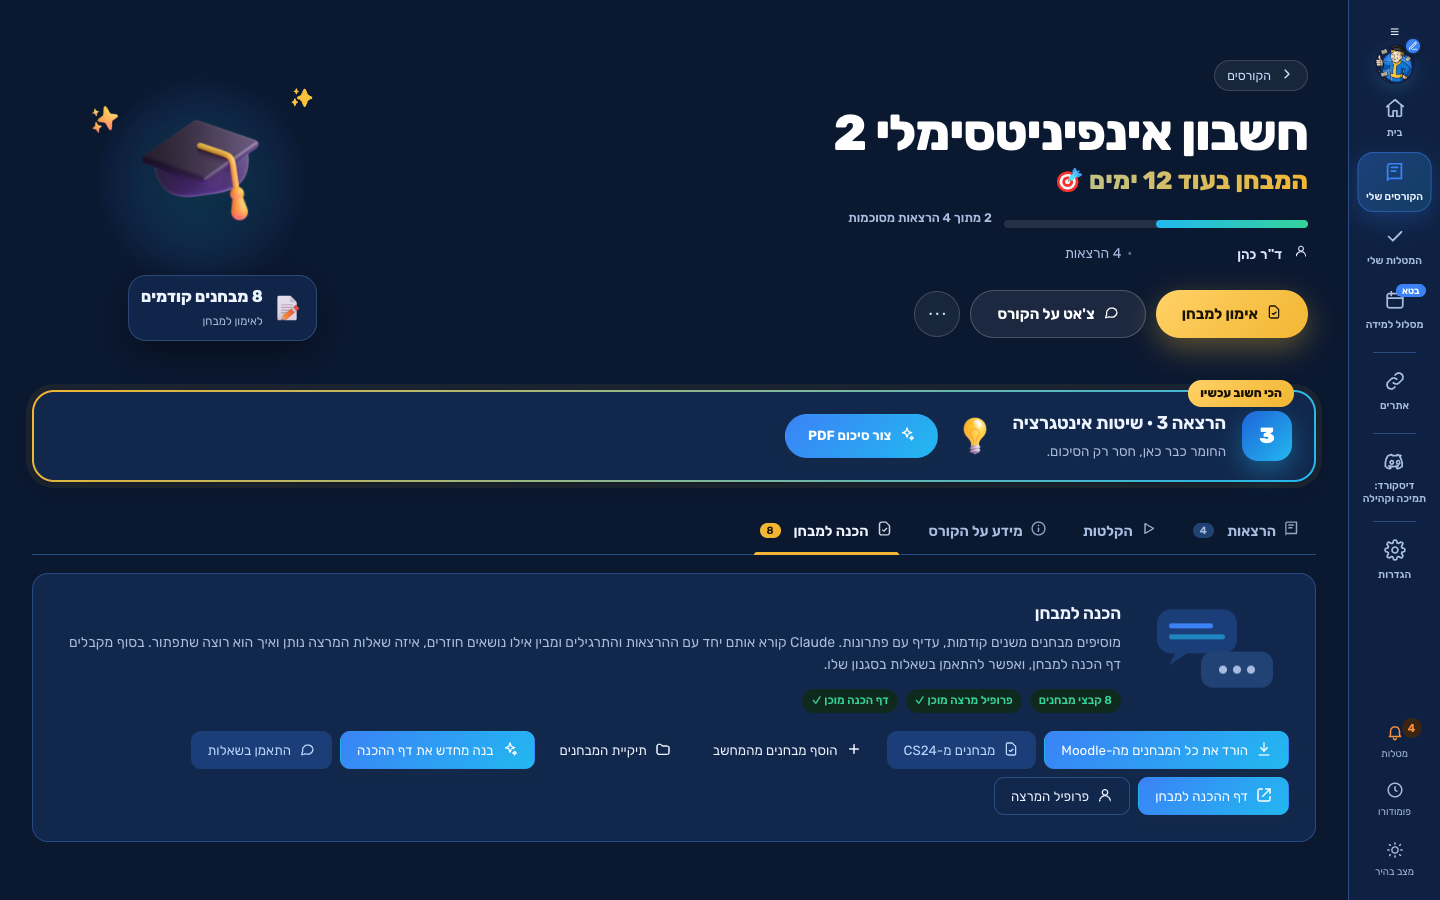 בית
הקורסים שלי
המטלות שלי
בטא
מסלול למידה
אתרים
דיסקורד:
תמיכה וקהילה
הגדרות
4
מטלות
פומודורו
מצב בהיר
הקורסים
חשבון אינפיניטסימלי 2
המבחן בעוד 12 ימים
2 מתוך 4 הרצאות מסוכמות
ד"ר כהן
• 4 הרצאות
אימון למבחן
צ'אט על הקורס
8 מבחנים קודמים
לאימון למבחן
הכי חשוב עכשיו
3
הרצאה 3 • שיטות אינטגרציה
החומר כבר כאן, חסר רק הסיכום.
צור סיכום PDF
הרצאות 4
הקלטות
מידע על הקורס
הכנה למבחן 8
הכנה למבחן
מוסיפים מבחנים משנים קודמות, עדיף עם פתרונות. Claude קורא אותם יחד עם ההרצאות והתרגילים ומבין אילו נושאים חוזרים, איזה שאלות המרצה נותן ואיך הוא רוצה שתפתור. בסוף מקבלים
דף הכנה למבחן, ואפשר להתאמן בשאלות בסגנון שלו.
8 קבצי מבחנים
פרופיל מרצה מוכן ✓
דף הכנה מוכן ✓
הורד את כל המבחנים מה-Moodle
מבחנים מ-CS24
הוסף מבחנים מהמחשב
תיקיית המבחנים
בנה מחדש את דף ההכנה
התאמן בשאלות
דף ההכנה למבחן
פרופיל המרצה